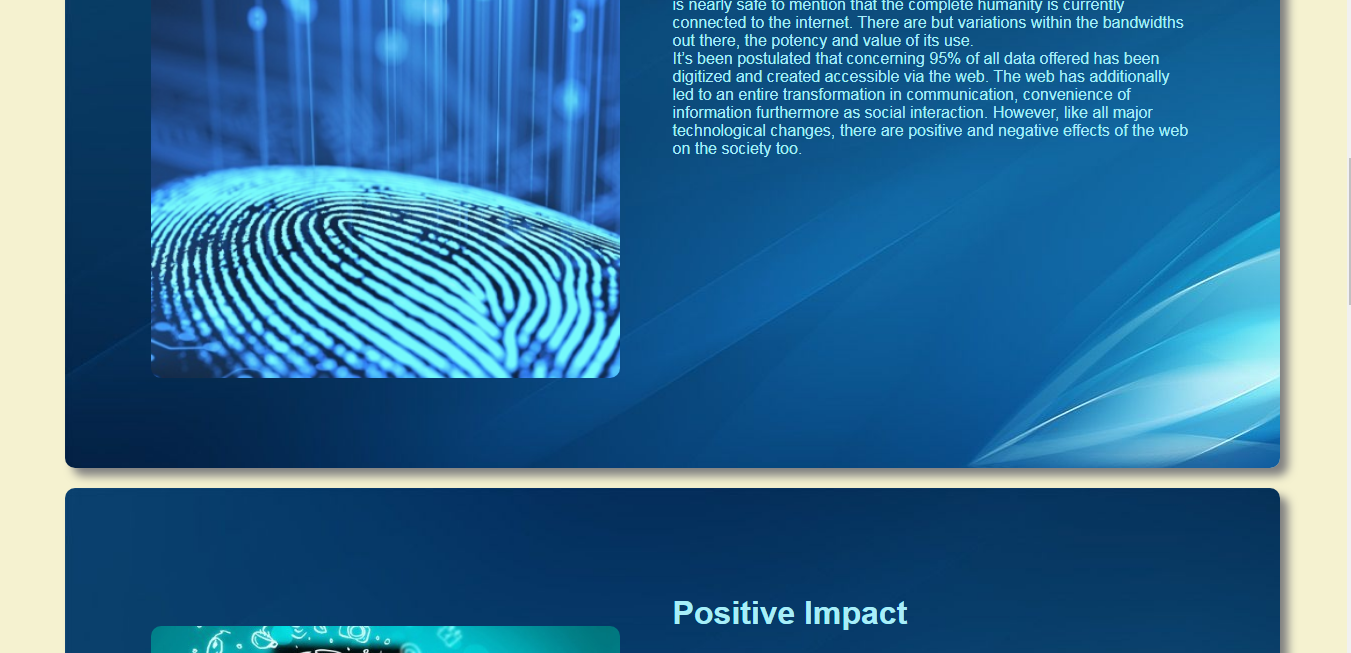 is nearly safe to mention that the complete humanity is currently
connected to the internet. There are but variations within the bandwidths
out there, the potency and value of its use.
It's been postulated that concerning 95% of all data offered has been
digitized and created accessible via the web. The web has additionally
led to an entire transformation in communication, convenience of
information furthermore as social interaction. However, like all major
technological changes, there are positive and negative effects of the web
on the society too.
Positive Impact